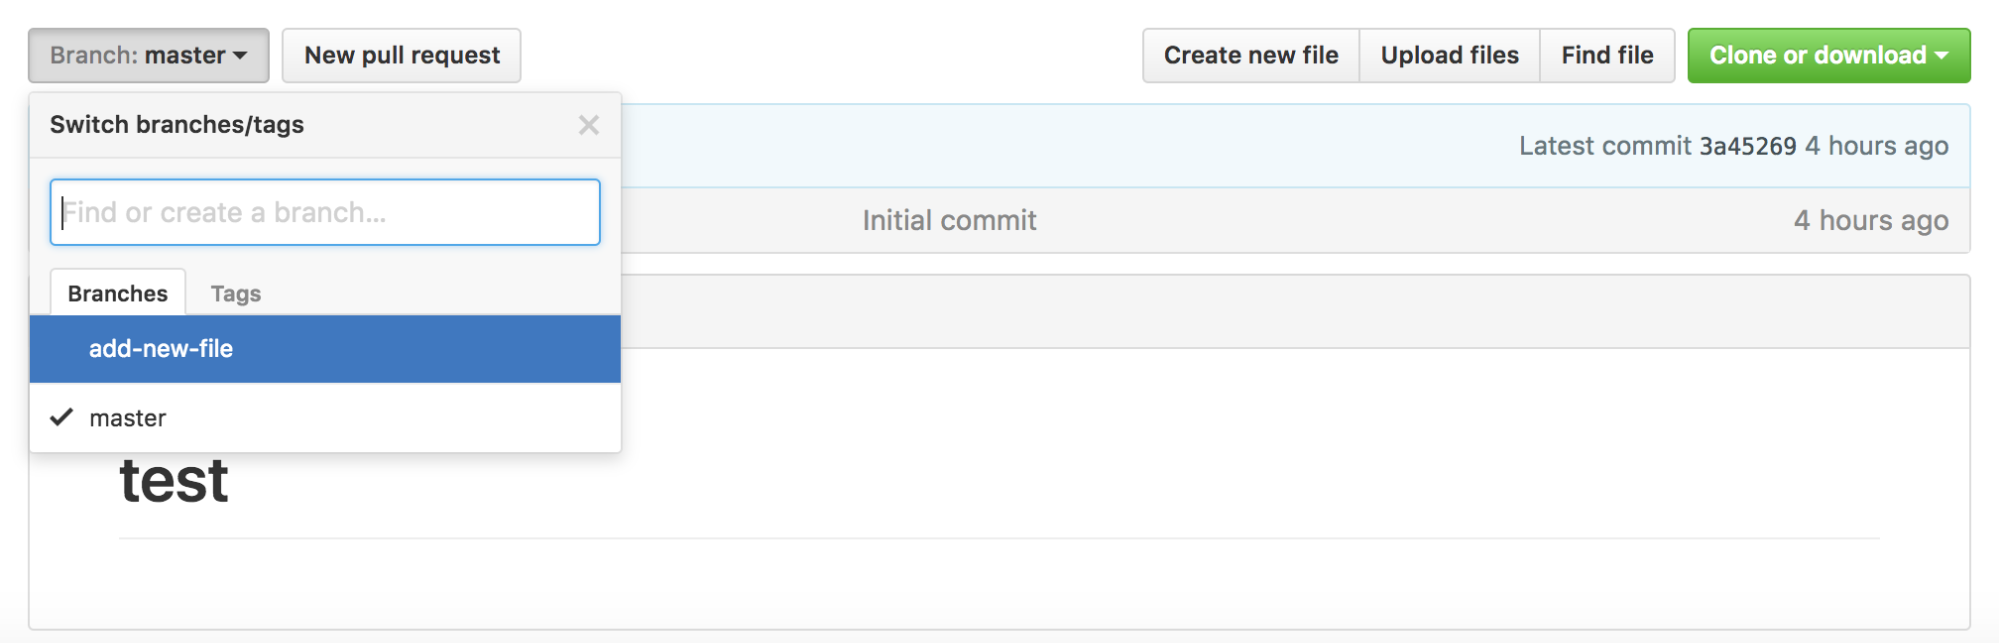 Branch: master New pull request Create new file Upload files Find file Clone or download
Switch branches/tags
Latest commit 3a45269 4 hours ago
Find or create a branch...
Initial commit 4 hours ago
Branches Tags
add-new-file
master
test